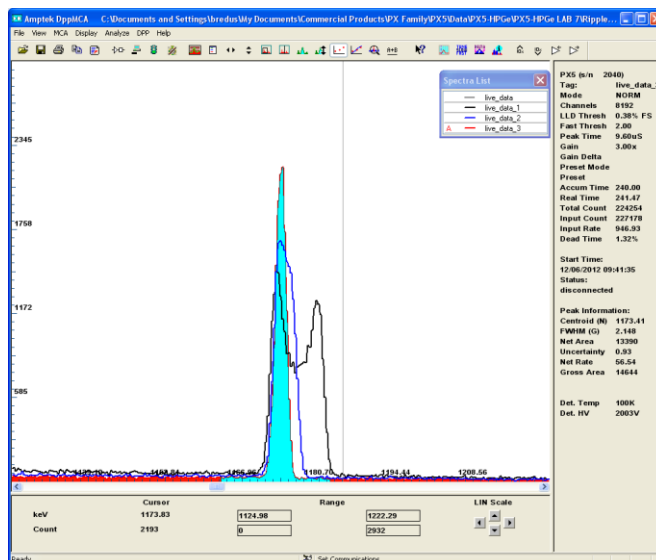 Amptek DppMCA C:\Documents and Settings\bredus\My Documents\Commercial Products\PX Family\PX5\Data\PX5-HPGe\PX5-HPGe LAB 7\Ripple...
File View MCA Display Analyze DPP Help
Spectra List
live_data
live_data_1
live_data_2
A live_data_3
2345
1758
1172
585
1180.70 1194.44 1208.56
PX5 (s/n 2040)
Tag: live_data_
Mode NORM
Channels 8192
LLD Thresh 0.38% FS
Fast Thresh 2.00
Peak Time 9.60uS
Gain 3.00x
Gain Delta
Preset Mode
Preset
Accum Time 240.00
Real Time 241.47
Total Count 224254
Input Count 227178
Input Rate 946.93
Dead Time 1.32%
Start Time:
12/06/2012 09:41:35
Status:
disconnected
Peak Information:
Centroid (N) 1173.41
FWHM (G) 2.148
Net Area 13390
Uncertainty 0.93
Net Rate 56.54
Gross Area 14644
Det. Temp 100K
Det. HV 2003V
Cursor Range LIN Scale
keV 1173.83 1124.98 1222.29
Count 2193 0 2932
Ready Set Communications